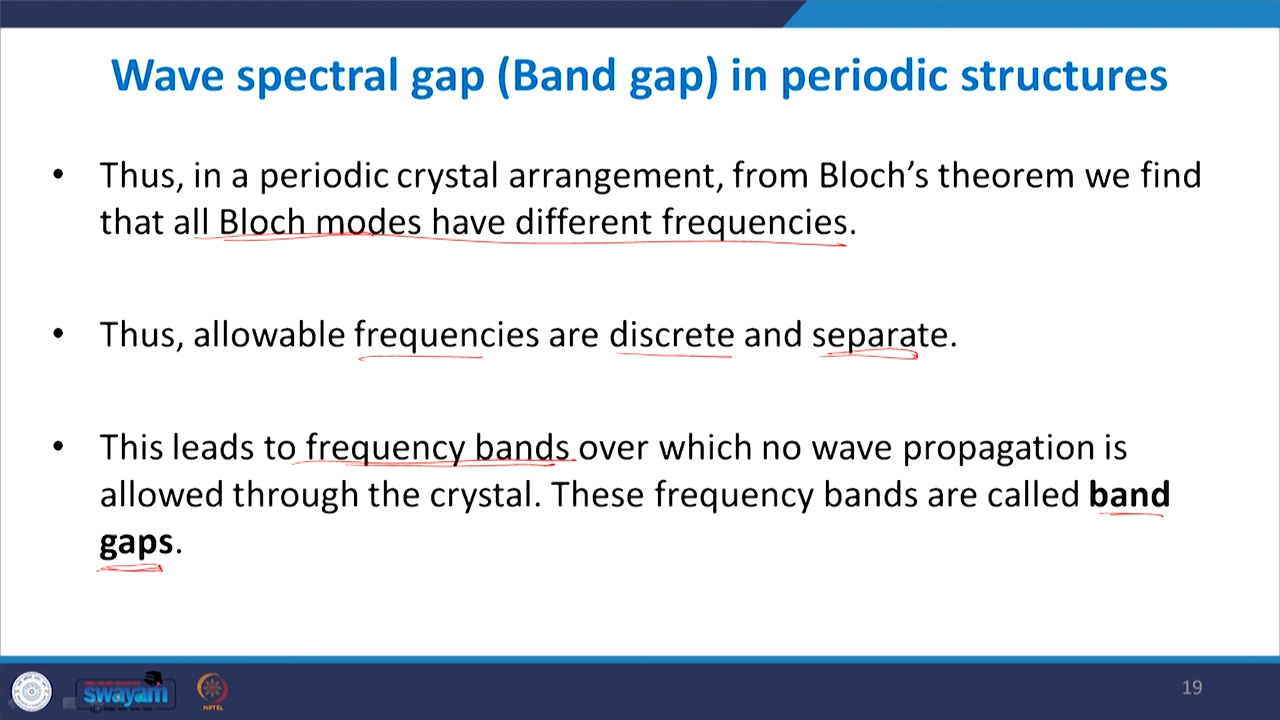 Wave spectral gap (Band gap) in periodic structures
• Thus, in a periodic crystal arrangement, from Bloch’s theorem we find
that all Bloch modes have different frequencies.
• Thus, allowable frequencies are discrete and separate.
• This leads to frequency bands over which no wave propagation is
allowed through the crystal. These frequency bands are called band
gaps.
swayam
NPTEL
19